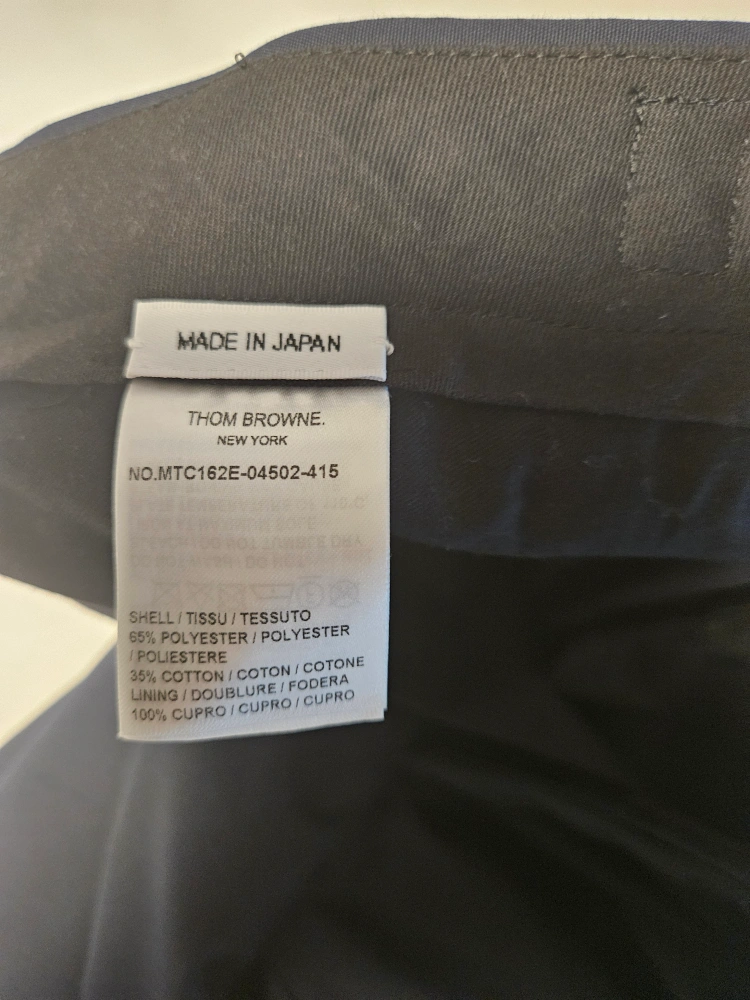 MADE IN JAPAN
THOM BROWNE.
NEW YORK
NO.MTC162E-04502-415
SHELL / TISSU / TESSUTO
65% POLYESTER / POLYESTER
/ POLIESTERE
35% COTTON / COTON / COTONE
LINING / DOUBLURE / FODERA
100% CUPRO / CUPRO / CUPRO